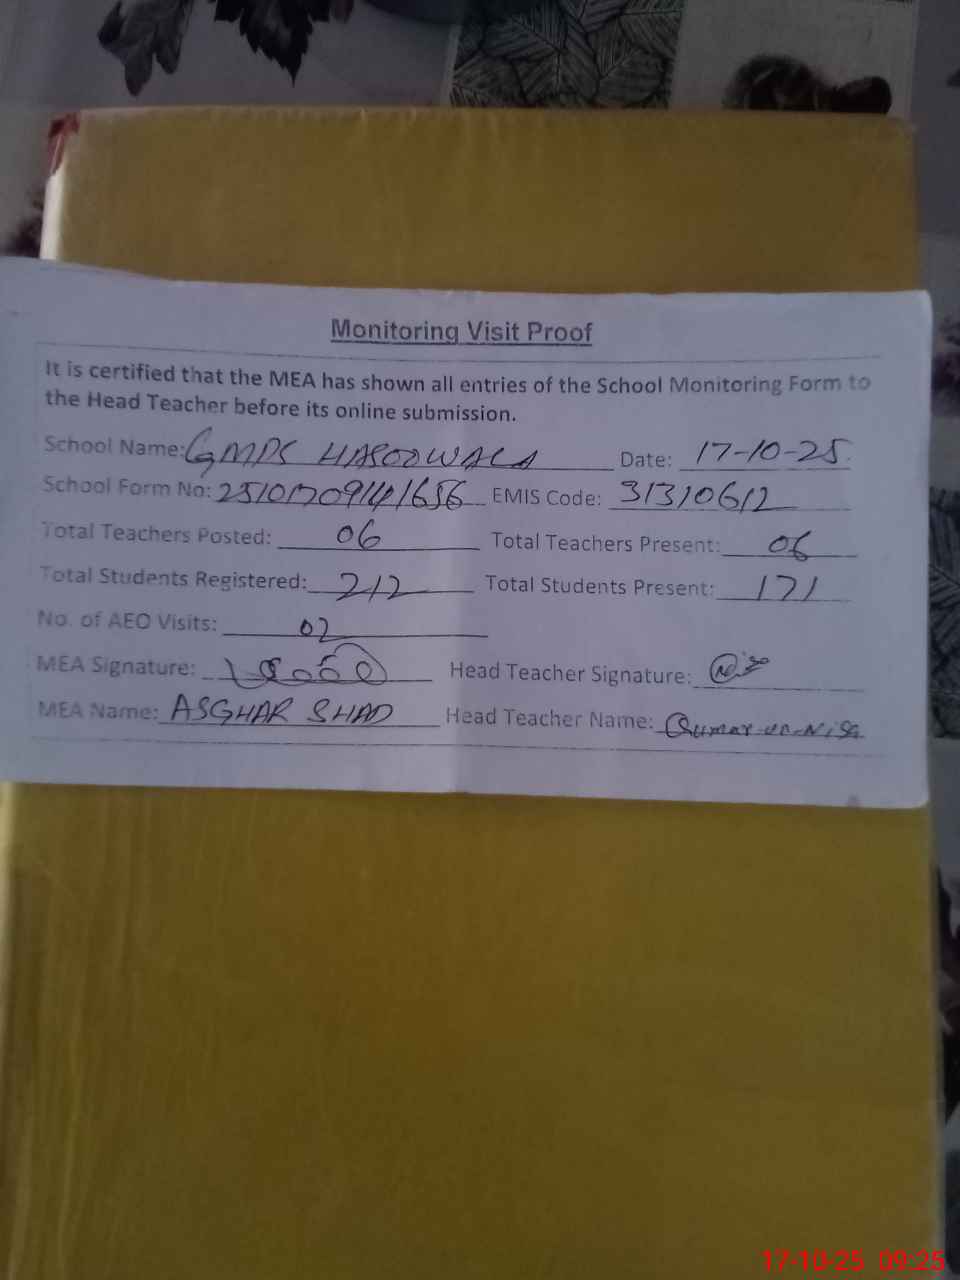 Monitoring Visit Proof
It is certified that the MEA has shown all entries of the School Monitoring Form to
the Head Teacher before its online submission.
School Name: GMPS HASOOWALA Date: 17-10-25.
School Form No: EMIS Code: 31310612
Total Teachers Posted: 06 Total Teachers Present: 06
Total Students Registered: 212 Total Students Present: 171
No. of AEO Visits: 02
MEA Signature: Head Teacher Signature:
MEA Name: ASGHAR SHAD Head Teacher Name: Qumar-un-Nisa
17-10-25 09:25